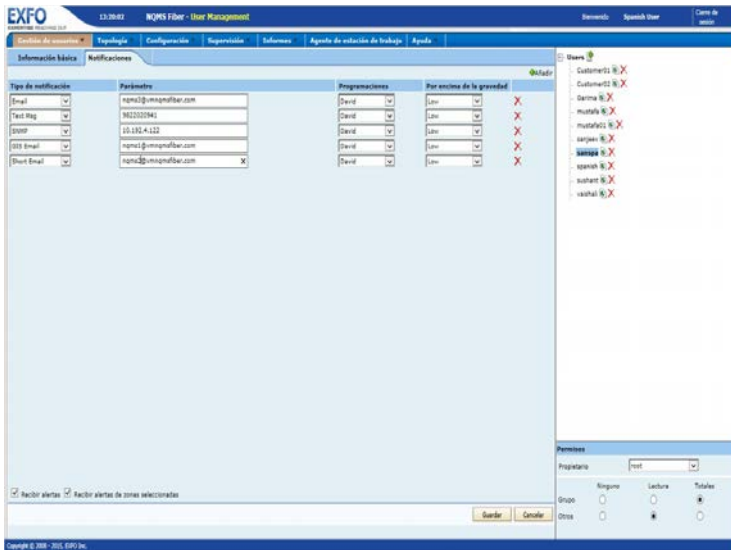 EXFO
EXPERTISE REACHING OUT
13:20:02
NQMS Fiber - User Management
Bienvenido Spanish User
Cierre de sesión
Gestión de usuarios
Topología
Configuración
Supervisión
Informes
Agente de estación de trabajo
Ayuda
Información básica
Notificaciones
Añadir
Tipo de notificación Parámetro Programaciones Por encima de la gravedad
Email nqms3@vmnqmsfiber.com David Low
Text Msg David Low
SNMP 10.192.4.122 David Low
GIS Email nqms1@vmnqmsfiber.com David Low
Short Email nqms2@vmnqmsfiber.com X David Low
Recibir alertas
Recibir alertas de zonas seleccionadas
Guardar
Cancelar
Users
Customer01
Customer02
Garima
mustafa
mustafa01
sanjeev
sanspa
spanish
sushant
vaishali
Permisos
Propietario root
Ninguno Lectura Totales
Grupo
Otros
Copyright © 2008 - 2015, EXFO Inc.